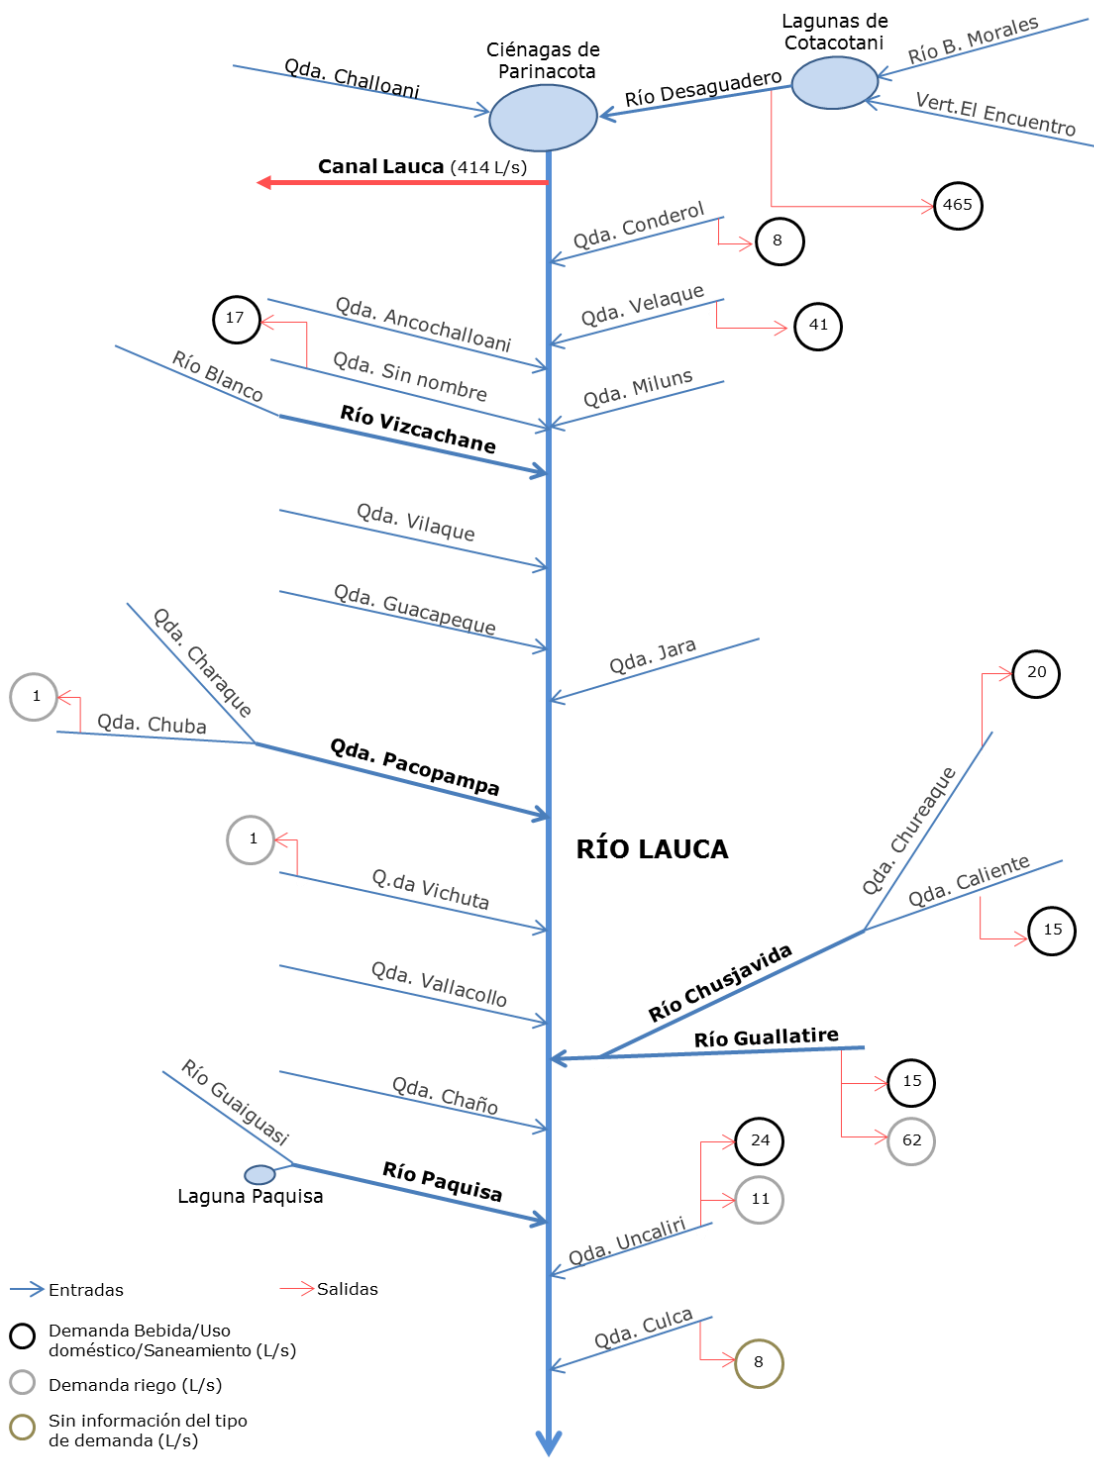 Lagunas de
Cotacotani
Río B. Morales
Ciénagas de
Parinacota
Qda. Challoani
Río Desaguadero
Vert.El Encuentro
Canal Lauca (414 L/s)
465
Qda. Conderol
8
Qda. Velaque
41
17
Qda. Ancochalloani
Qda. Sin nombre
Río Blanco
Qda. Miluns
Río Vizcachane
Qda. Vilaque
Qda. Guacapeque
Qda. Charaque
Qda. Jara
20
1
Qda. Chuba
Qda. Pacopampa
Qda. Chureaque
1
RÍO LAUCA
Q.da Vichuta
Qda. Caliente
15
Qda. Vallacollo
Río Chusjavida
Río Guallatire
15
Río Guaiguasi
Qda. Chaño
62
24
Río Paquisa
Laguna Paquisa
11
Qda. Uncaliri
Qda. Culca
8
Entradas
Salidas
Demanda Bebida/Uso
doméstico/Saneamiento (L/s)
Demanda riego (L/s)
Sin información del tipo
de demanda (L/s)